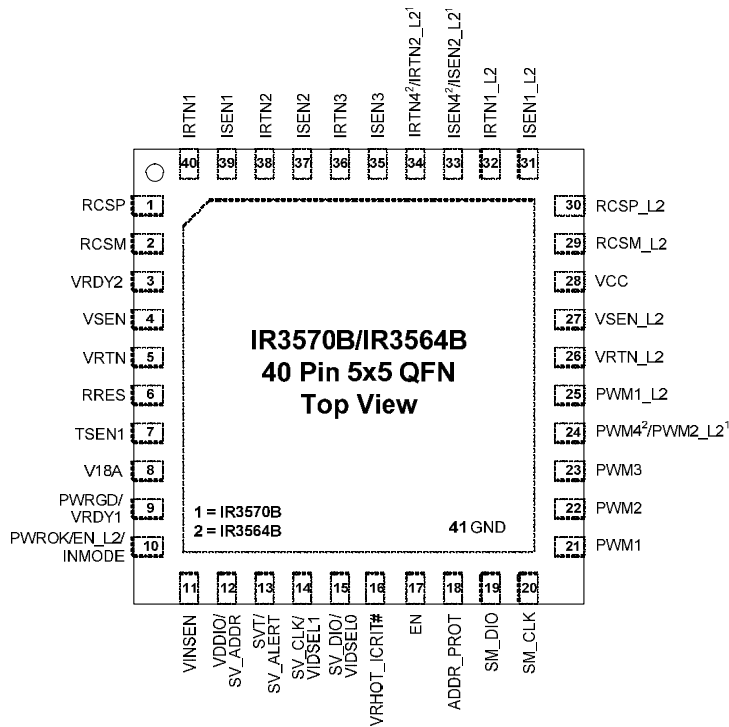 IRTN1
ISEN1
IRTN2
ISEN2
IRTN3
ISEN3
IRTN4²/IRTN2_L2¹
ISEN4²/ISEN2_L2¹
IRTN1_L2
ISEN1_L2
40 39 38 37 36 35 34 33 32 31
RCSP 1
RCSM 2
VRDY2 3
VSEN 4
VRTN 5
RRES 6
TSEN1 7
V18A 8
PWRGD/
VRDY1 9
PWROK/EN_L2/
INMODE 10
IR3570B/IR3564B
40 Pin 5x5 QFN
Top View
1 = IR3570B
2 = IR3564B
41 GND
30 RCSP_L2
29 RCSM_L2
28 VCC
27 VSEN_L2
26 VRTN_L2
25 PWM1_L2
24 PWM4²/PWM2_L2¹
23 PWM3
22 PWM2
21 PWM1
11 12 13 14 15 16 17 18 19 20
VINSEN
VDDIO/
SV_ADDR
SVT/
SV_ALERT
SV_CLK/
VIDSEL1
SV_DIO/
VIDSEL0
VRHOT_ICRIT#
EN
ADDR_PROT
SM_DIO
SM_CLK